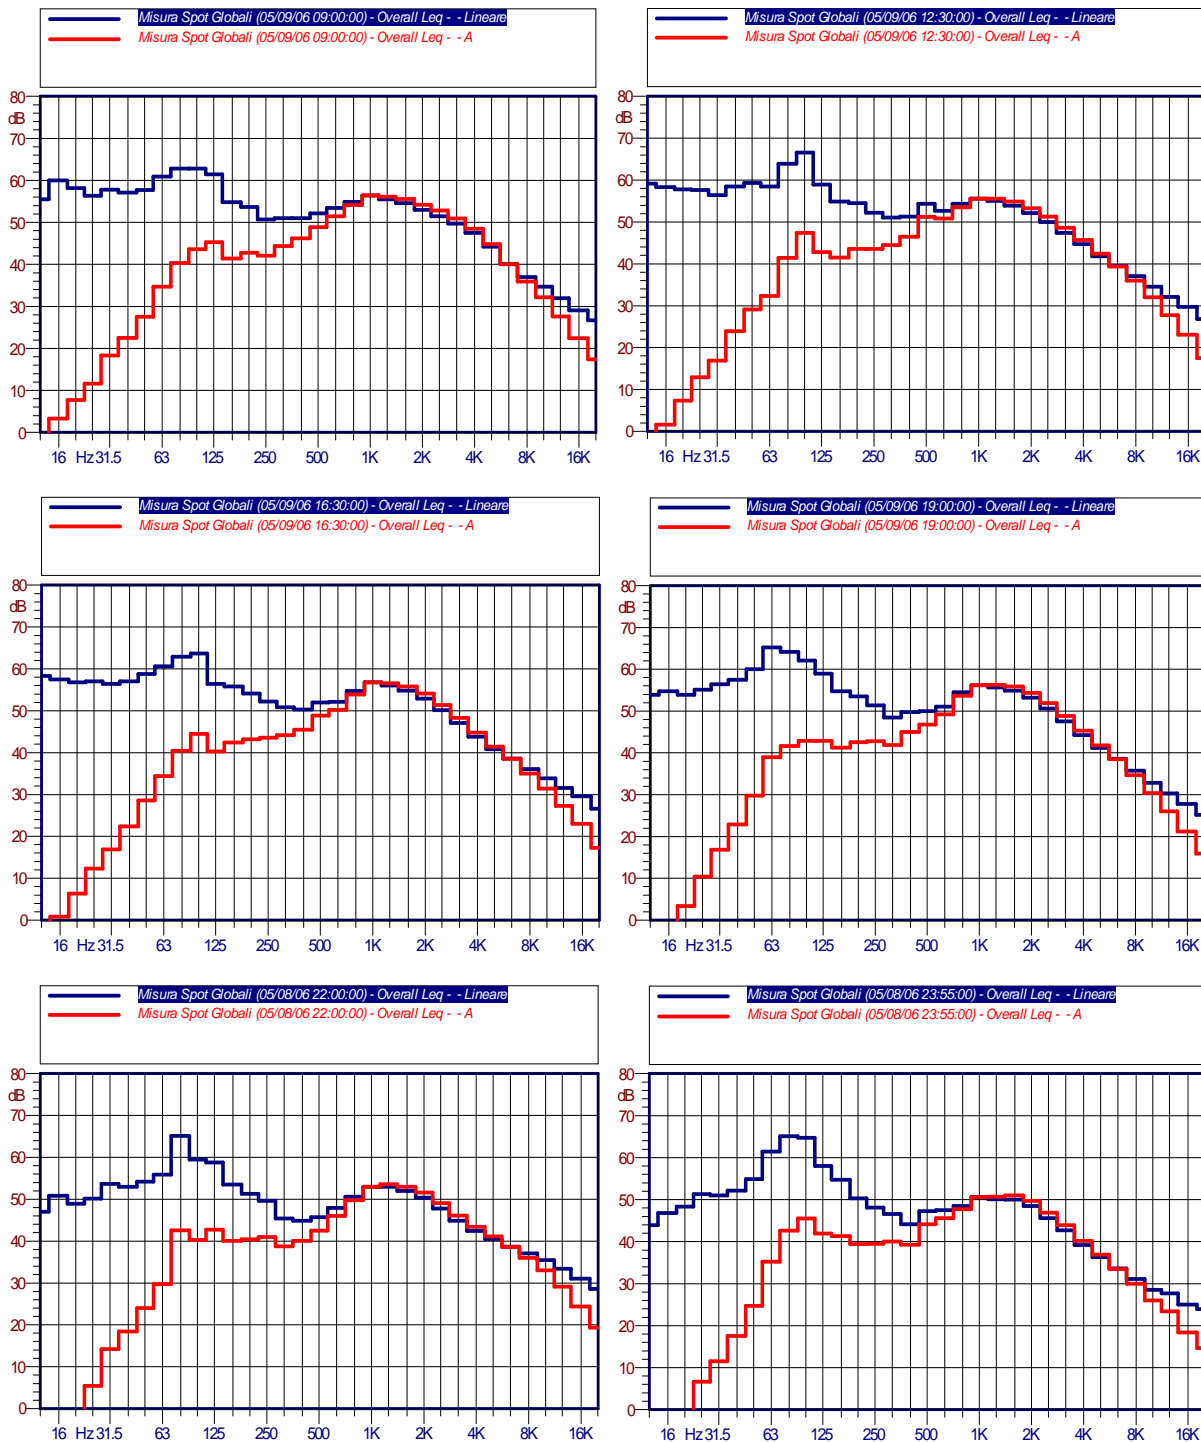 Misura Spot Globali (05/09/06 09:00:00) - Overall Leq - - Lineare
Misura Spot Globali (05/09/06 09:00:00) - Overall Leq - - A
80
dB
70
60
50
40
30
20
10
0
16 Hz 31.5 63 125 250 500 1K 2K 4K 8K 16K
Misura Spot Globali (05/09/06 12:30:00) - Overall Leq - - Lineare
Misura Spot Globali (05/09/06 12:30:00) - Overall Leq - - A
80
dB
70
60
50
40
30
20
10
0
16 Hz 31.5 63 125 250 500 1K 2K 4K 8K 16K
Misura Spot Globali (05/09/06 16:30:00) - Overall Leq - - Lineare
Misura Spot Globali (05/09/06 16:30:00) - Overall Leq - - A
80
dB
70
60
50
40
30
20
10
0
16 Hz 31.5 63 125 250 500 1K 2K 4K 8K 16K
Misura Spot Globali (05/09/06 19:00:00) - Overall Leq - - Lineare
Misura Spot Globali (05/09/06 19:00:00) - Overall Leq - - A
80
dB
70
60
50
40
30
20
10
0
16 Hz 31.5 63 125 250 500 1K 2K 4K 8K 16K
Misura Spot Globali (05/08/06 22:00:00) - Overall Leq - - Lineare
Misura Spot Globali (05/08/06 22:00:00) - Overall Leq - - A
80
dB
70
60
50
40
30
20
10
0
16 Hz 31.5 63 125 250 500 1K 2K 4K 8K 16K
Misura Spot Globali (05/08/06 23:55:00) - Overall Leq - - Lineare
Misura Spot Globali (05/08/06 23:55:00) - Overall Leq - - A
80
dB
70
60
50
40
30
20
10
0
16 Hz 31.5 63 125 250 500 1K 2K 4K 8K 16K